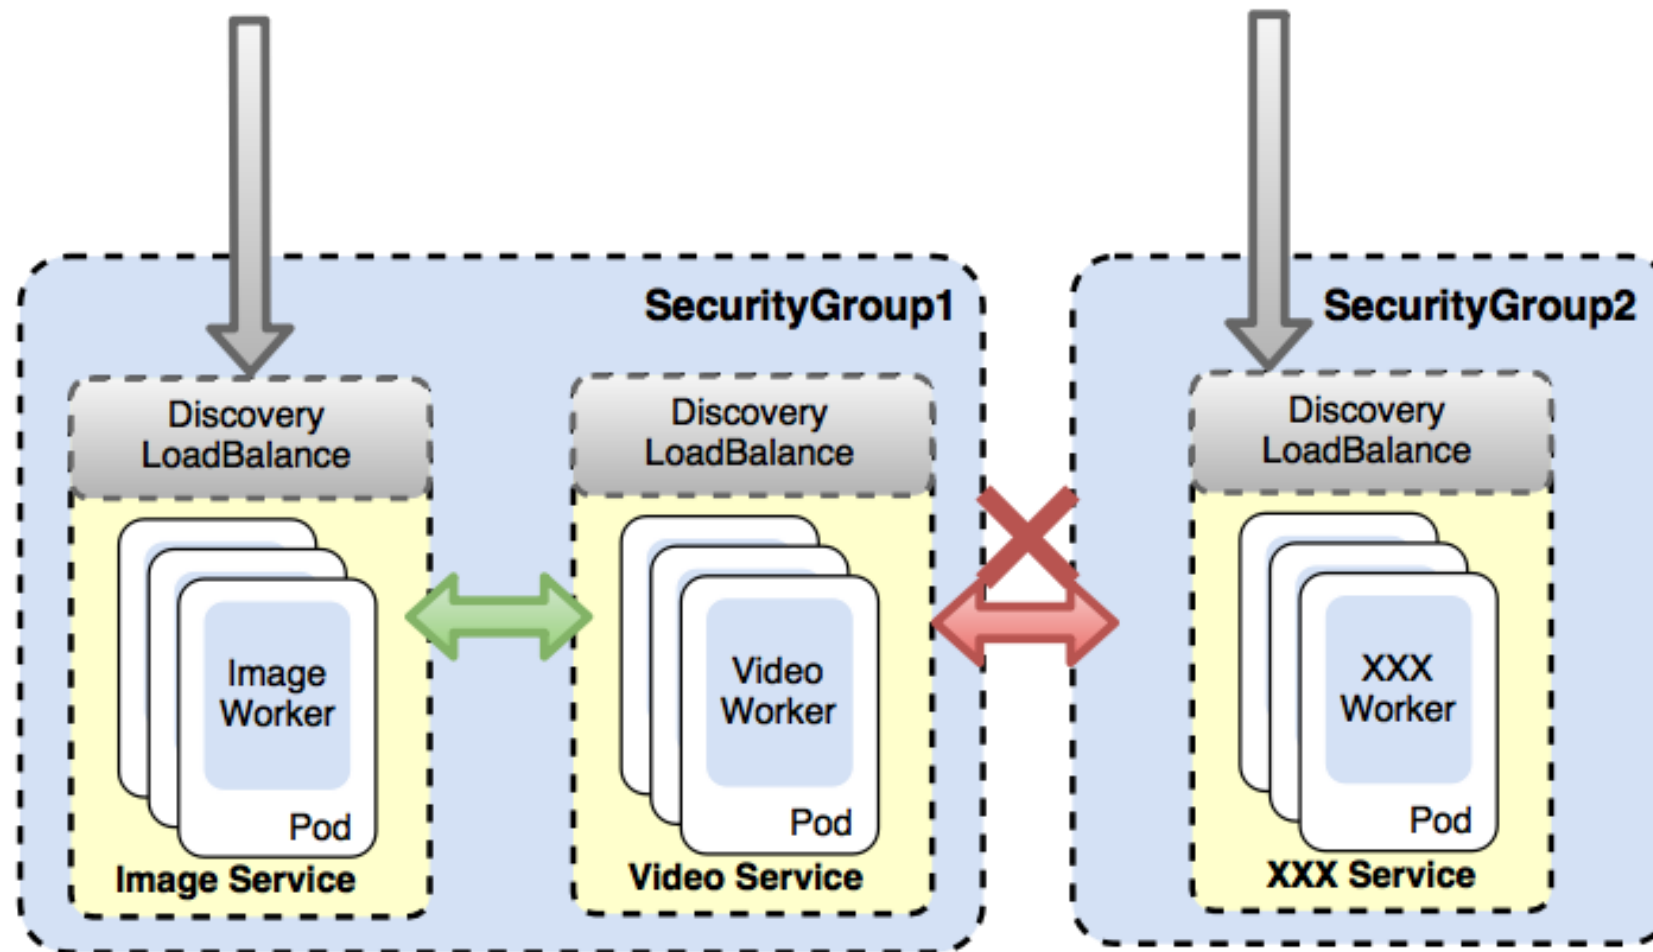 SecurityGroup1
SecurityGroup2
Discovery
LoadBalance
Discovery
LoadBalance
Discovery
LoadBalance
Image
Worker
Pod
Image Service
Video
Worker
Pod
Video Service
XXX
Worker
Pod
XXX Service